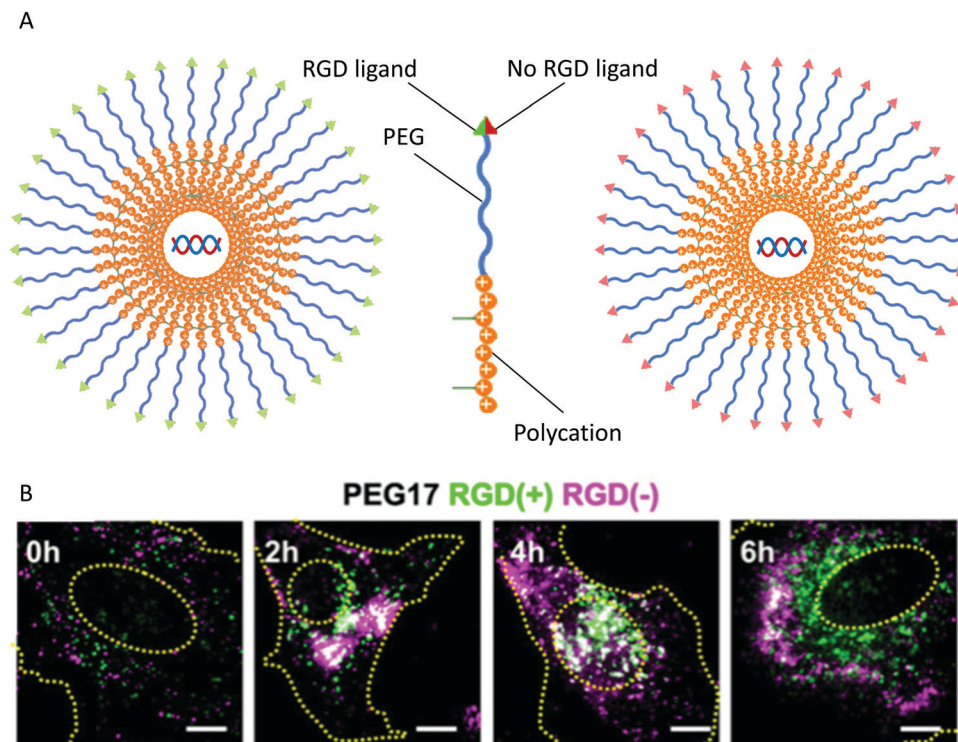 A
RGD ligand
No RGD ligand
PEG
Polycation
B
PEG17 RGD(+) RGD(-)
0h
2h
4h
6h